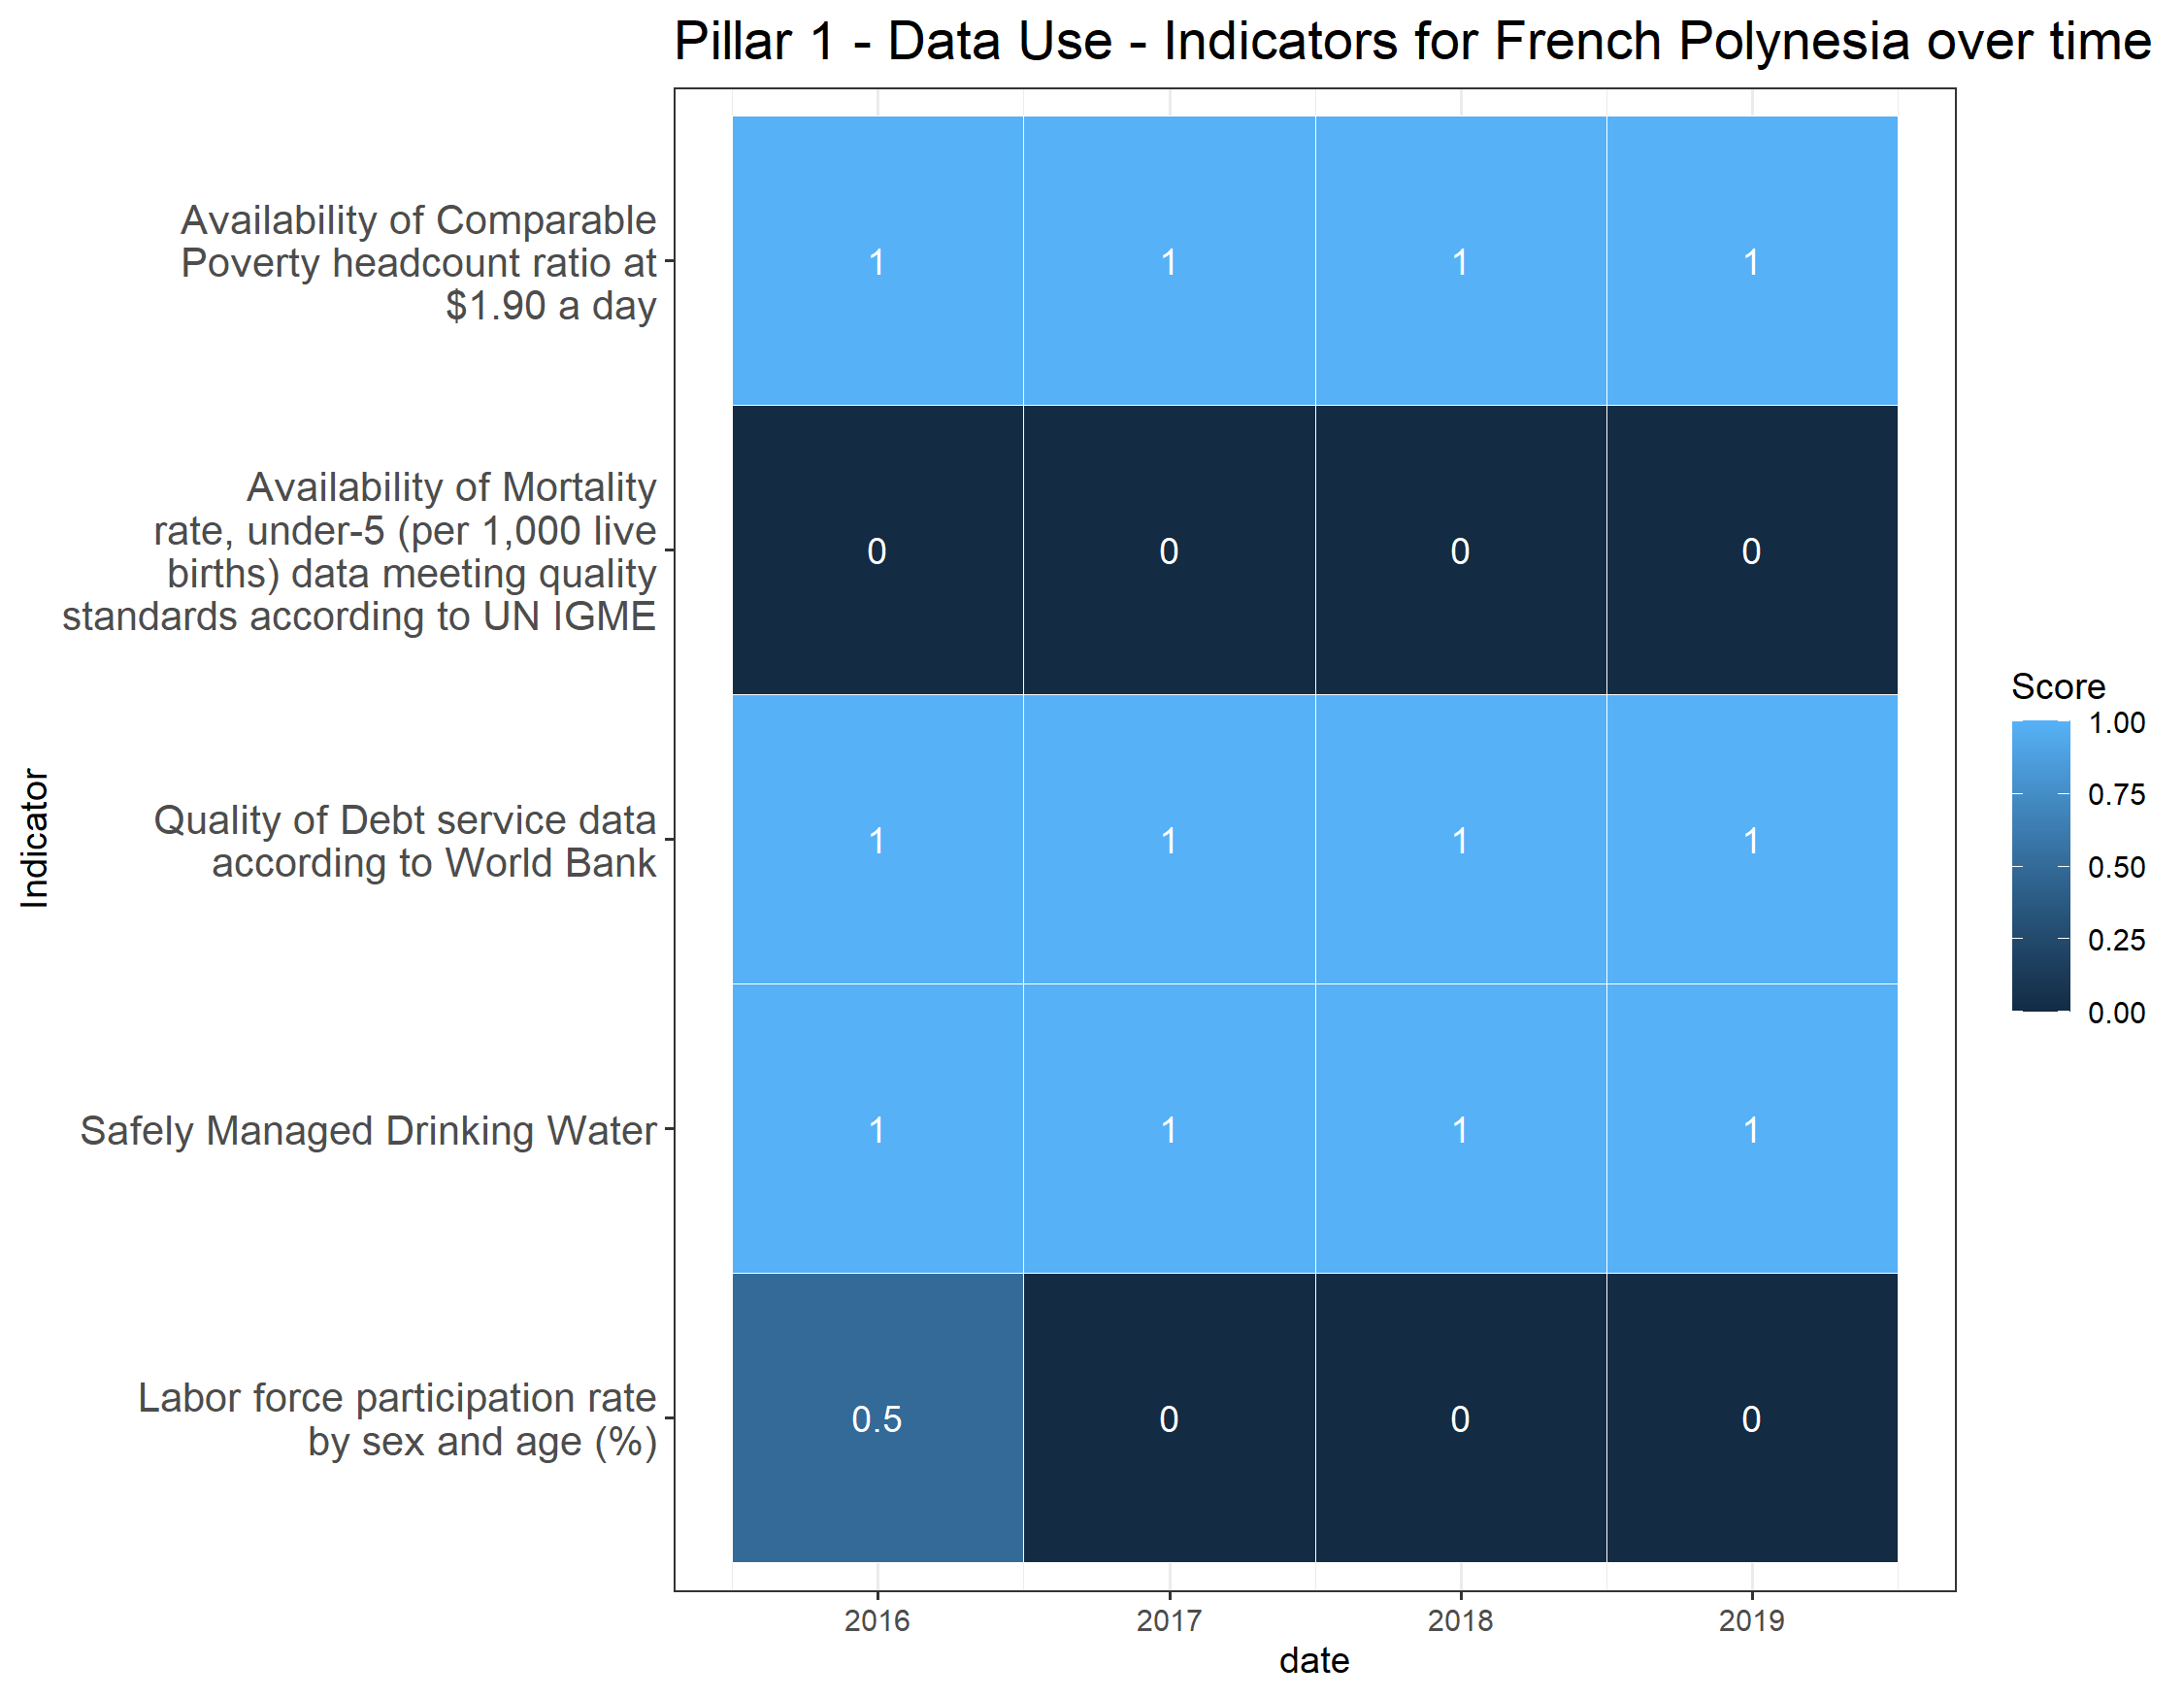 Pillar 1 - Data Use - Indicators for French Polynesia over time
Indicator
Availability of Comparable
Poverty headcount ratio at
$1.90 a day
1 1 1 1
Availability of Mortality
rate, under-5 (per 1,000 live
births) data meeting quality
standards according to UN IGME
0 0 0 0
Quality of Debt service data
according to World Bank
1 1 1 1
Safely Managed Drinking Water
1 1 1 1
Labor force participation rate
by sex and age (%)
0.5 0 0 0
2016 2017 2018 2019
date
Score
1.00
0.75
0.50
0.25
0.00